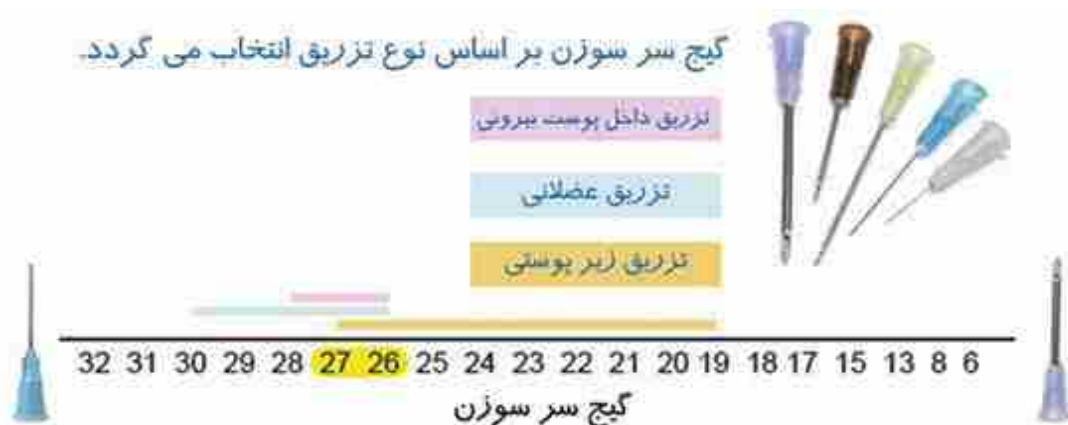 گیج سر سوزن بر اساس نوع تزریق انتخاب می گردد.
تزریق داخل پوست بیرونی
تزریق عضلانی
تزریق زیر پوستی
32 31 30 29 28 27 26 25 24 23 22 21 20 19 18 17 15 13 8 6
گیج سر سوزن